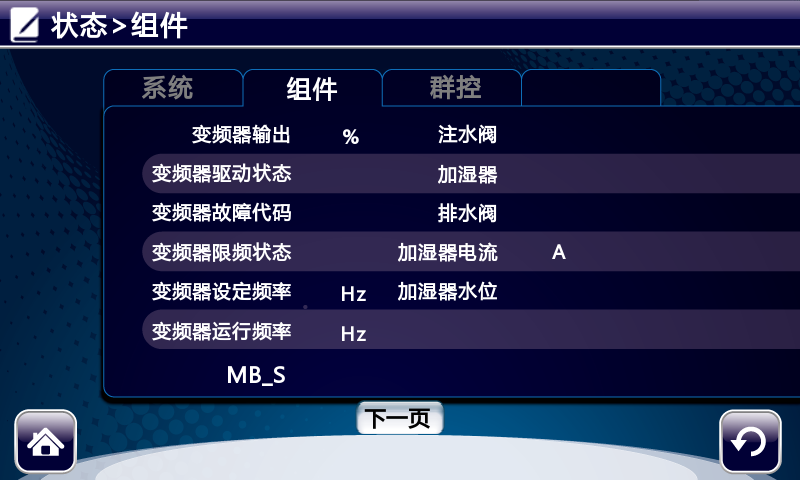 状态>组件
系统 组件 群控
变频器输出 % 注水阀
变频器驱动状态 加湿器
变频器故障代码 排水阀
变频器限频状态 加湿器电流 A
变频器设定频率 Hz 加湿器水位
变频器运行频率 Hz
MB_S
下一页